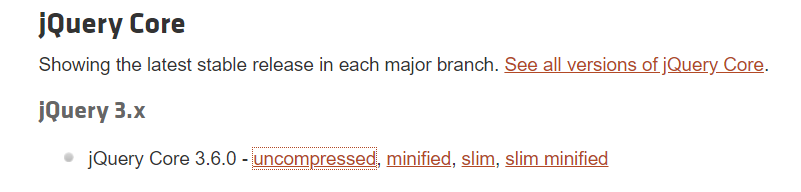 jQuery Core
Showing the latest stable release in each major branch. See all versions of jQuery Core.
jQuery 3.x
jQuery Core 3.6.0 - uncompressed, minified, slim, slim minified